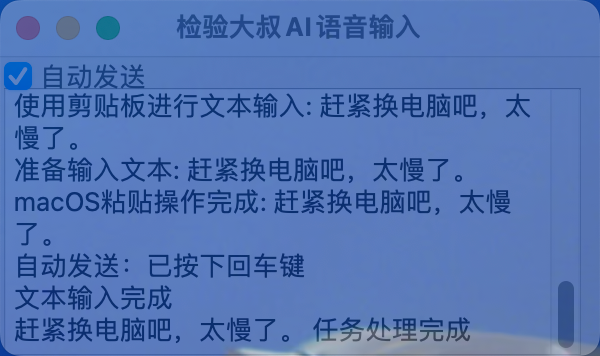 检验大叔AI语音输入
自动发送
使用剪贴板进行文本输入: 赶紧换电脑吧，太
慢了。
准备输入文本: 赶紧换电脑吧，太慢了。
macOS粘贴操作完成: 赶紧换电脑吧，太慢
了。
自动发送：已按下回车键
文本输入完成
赶紧换电脑吧，太慢了。 任务处理完成